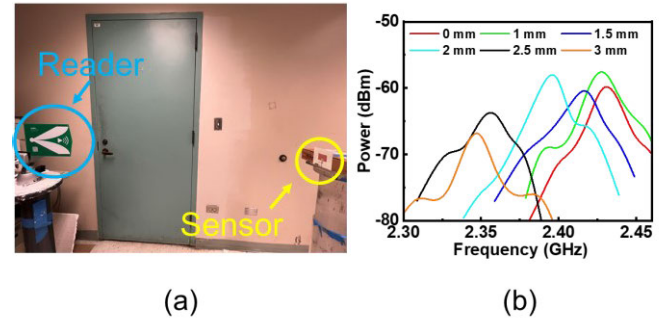 Reader
Sensor
(a)
-50
-60
-70
-80
Power (dBm)
0 mm 1 mm 1.5 mm
2 mm 2.5 mm 3 mm
2.30 2.35 2.40 2.45
Frequency (GHz)
(b)